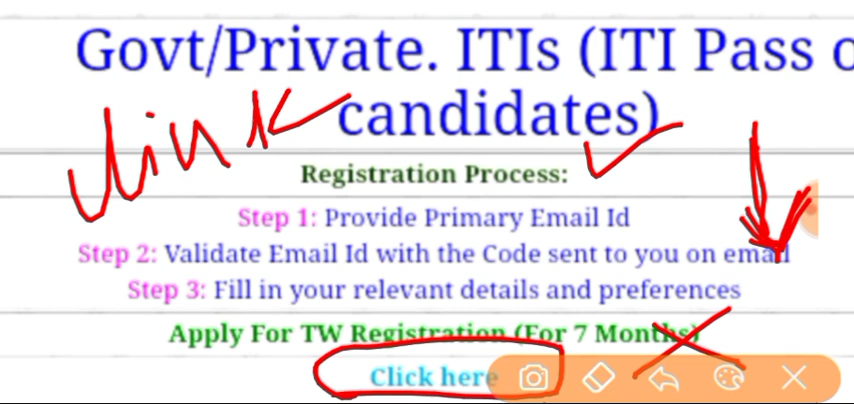 Govt/Private. ITIs (ITI Pass o
candidates)
link
Registration Process:
Step 1: Provide Primary Email Id
Step 2: Validate Email Id with the Code sent to you on email
Step 3: Fill in your relevant details and preferences
Apply For TW Registration (For 7 Months)
Click here